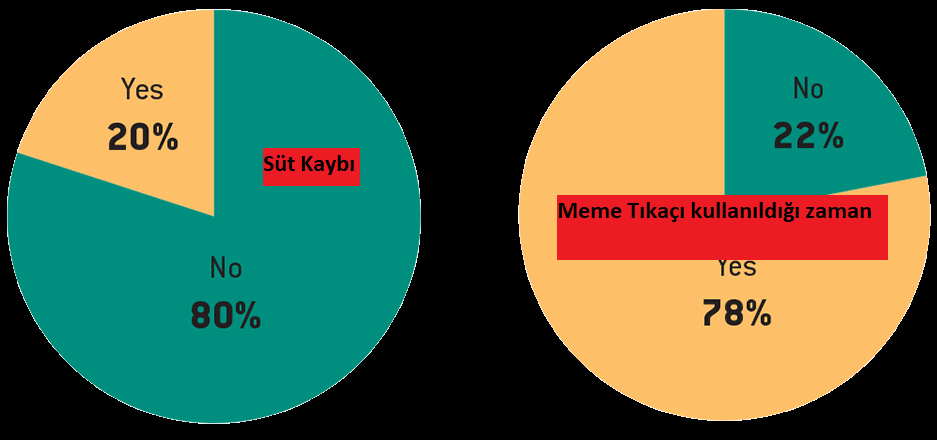 Yes
20%
Süt Kaybı
No
80%
No
22%
Meme Tıkaçı kullanıldığı zaman
Yes
78%